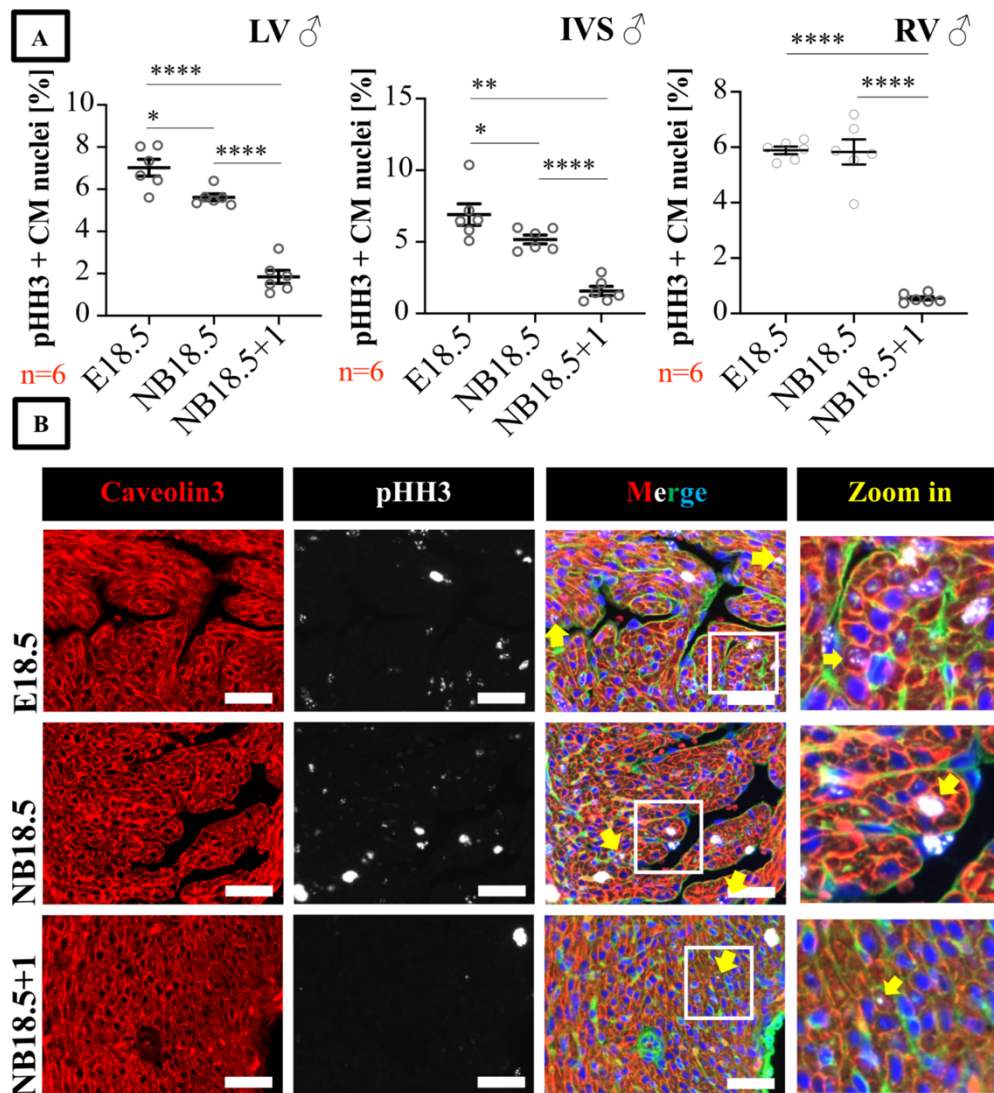 A
LV ♂
pHH3 + CM nuclei [%]
10
8
6
4
2
0
****
*
****
E18.5
NB18.5
NB18.5+1
n=6
IVS ♂
pHH3 + CM nuclei [%]
15
10
5
0
**
*
****
E18.5
NB18.5
NB18.5+1
n=6
RV ♂
pHH3 + CM nuclei [%]
8
6
4
2
0
****
****
E18.5
NB18.5
NB18.5+1
n=6
B
Caveolin3 pHH3 Merge Zoom in
E18.5
NB18.5
NB18.5+1